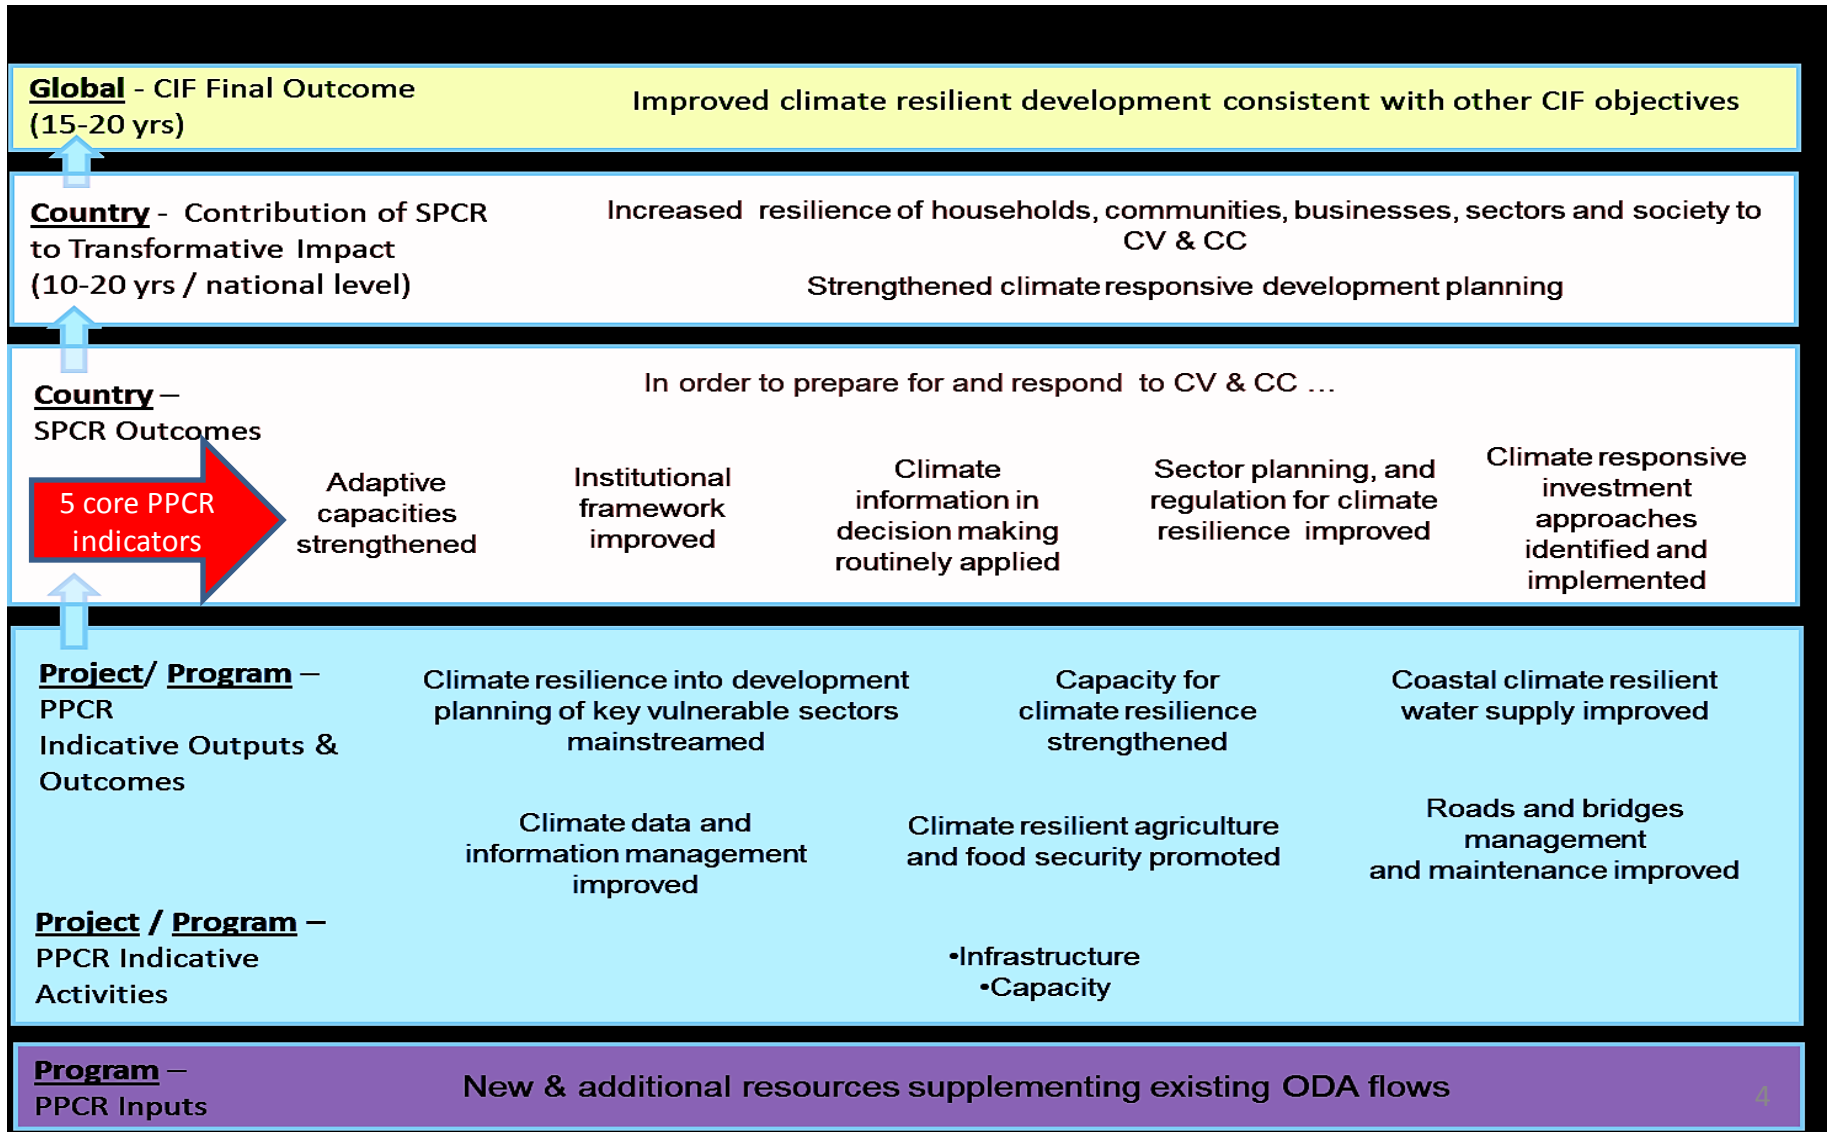 Global - CIF Final Outcome
(15-20 yrs)
Improved climate resilient development consistent with other CIF objectives
Country - Contribution of SPCR
to Transformative Impact
(10-20 yrs / national level)
Increased resilience of households, communities, businesses, sectors and society to
CV & CC
Strengthened climate responsive development planning
Country –
SPCR Outcomes
In order to prepare for and respond to CV & CC ...
5 core PPCR
indicators
Adaptive
capacities
strengthened
Institutional
framework
improved
Climate
information in
decision making
routinely applied
Sector planning, and
regulation for climate
resilience improved
Climate responsive
investment
approaches
identified and
implemented
Project/ Program –
PPCR
Indicative Outputs &
Outcomes
Climate resilience into development
planning of key vulnerable sectors
mainstreamed
Capacity for
climate resilience
strengthened
Coastal climate resilient
water supply improved
Climate data and
information management
improved
Climate resilient agriculture
and food security promoted
Roads and bridges
management
and maintenance improved
Project / Program –
PPCR Indicative
Activities
•Infrastructure
•Capacity
Program –
PPCR Inputs
New & additional resources supplementing existing ODA flows
4